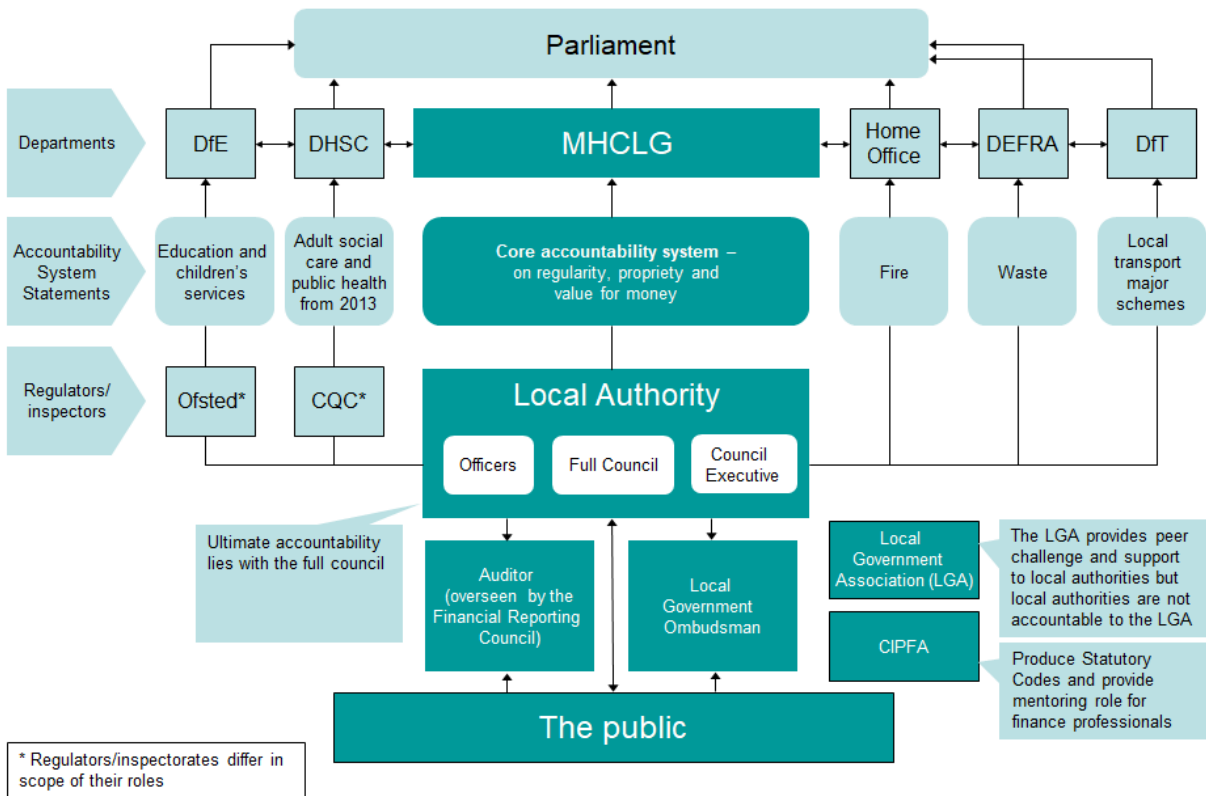 Parliament
Departments
DfE
DHSC
MHCLG
Home
Office
DEFRA
DfT
Accountability
System
Statements
Education and
children's
services
Adult social
care and
public health
from 2013
Core accountability system –
on regularity, propriety and
value for money
Fire
Waste
Local
transport
major
schemes
Regulators/
inspectors
Ofsted*
CQC*
Local Authority
Officers
Full Council
Council
Executive
Ultimate accountability
lies with the full council
Auditor
(overseen by the
Financial Reporting
Council)
Local
Government
Ombudsman
Local
Government
Association (LGA)
The LGA provides peer
challenge and support
to local authorities but
local authorities are not
accountable to the LGA
CIPFA
Produce Statutory
Codes and provide
mentoring role for
finance professionals
The public
* Regulators/inspectorates differ in
scope of their roles